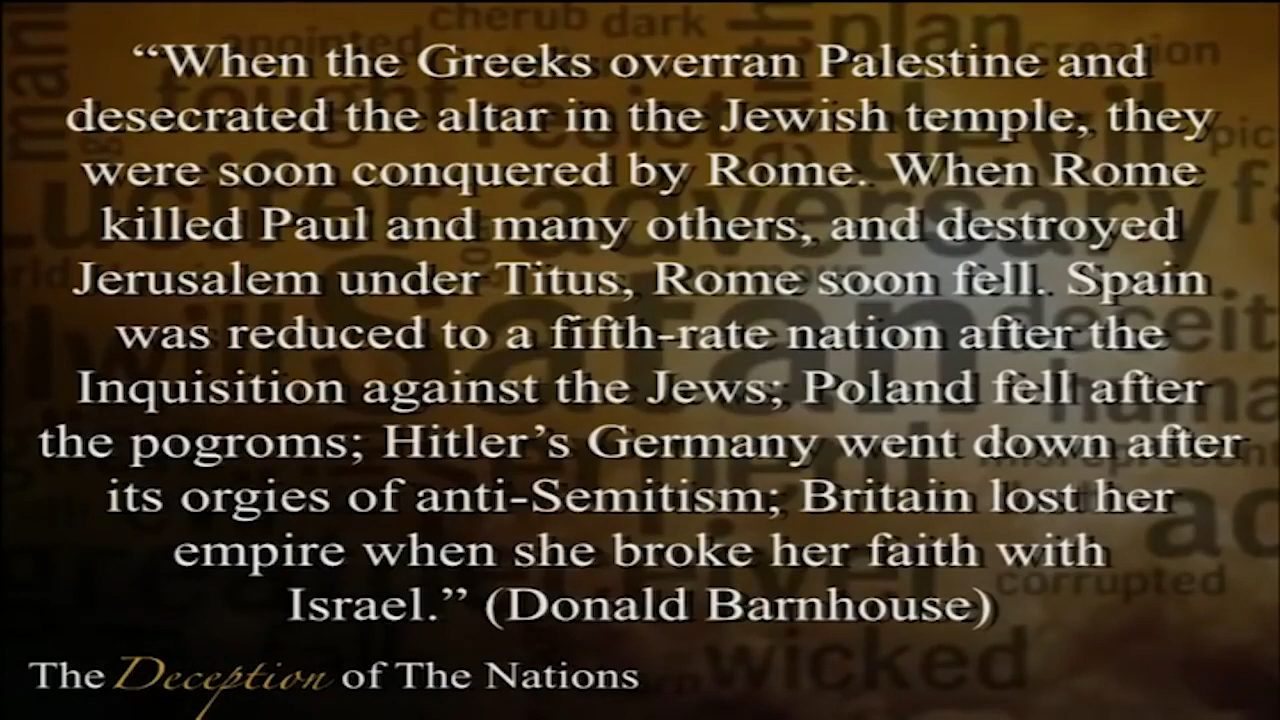 cherub dark
“When the Greeks overran Palestine and
desecrated the altar in the Jewish temple, they
were soon conquered by Rome. When Rome
killed Paul and many others, and destroyed
Jerusalem under Titus, Rome soon fell. Spain
was reduced to a fifth-rate nation after the
Inquisition against the Jews; Poland fell after
the pogroms; Hitler’s Germany went down after
its orgies of anti-Semitism; Britain lost her
empire when she broke her faith with
Israel.” (Donald Barnhouse)
corrupted
wicked
The Deception of The Nations